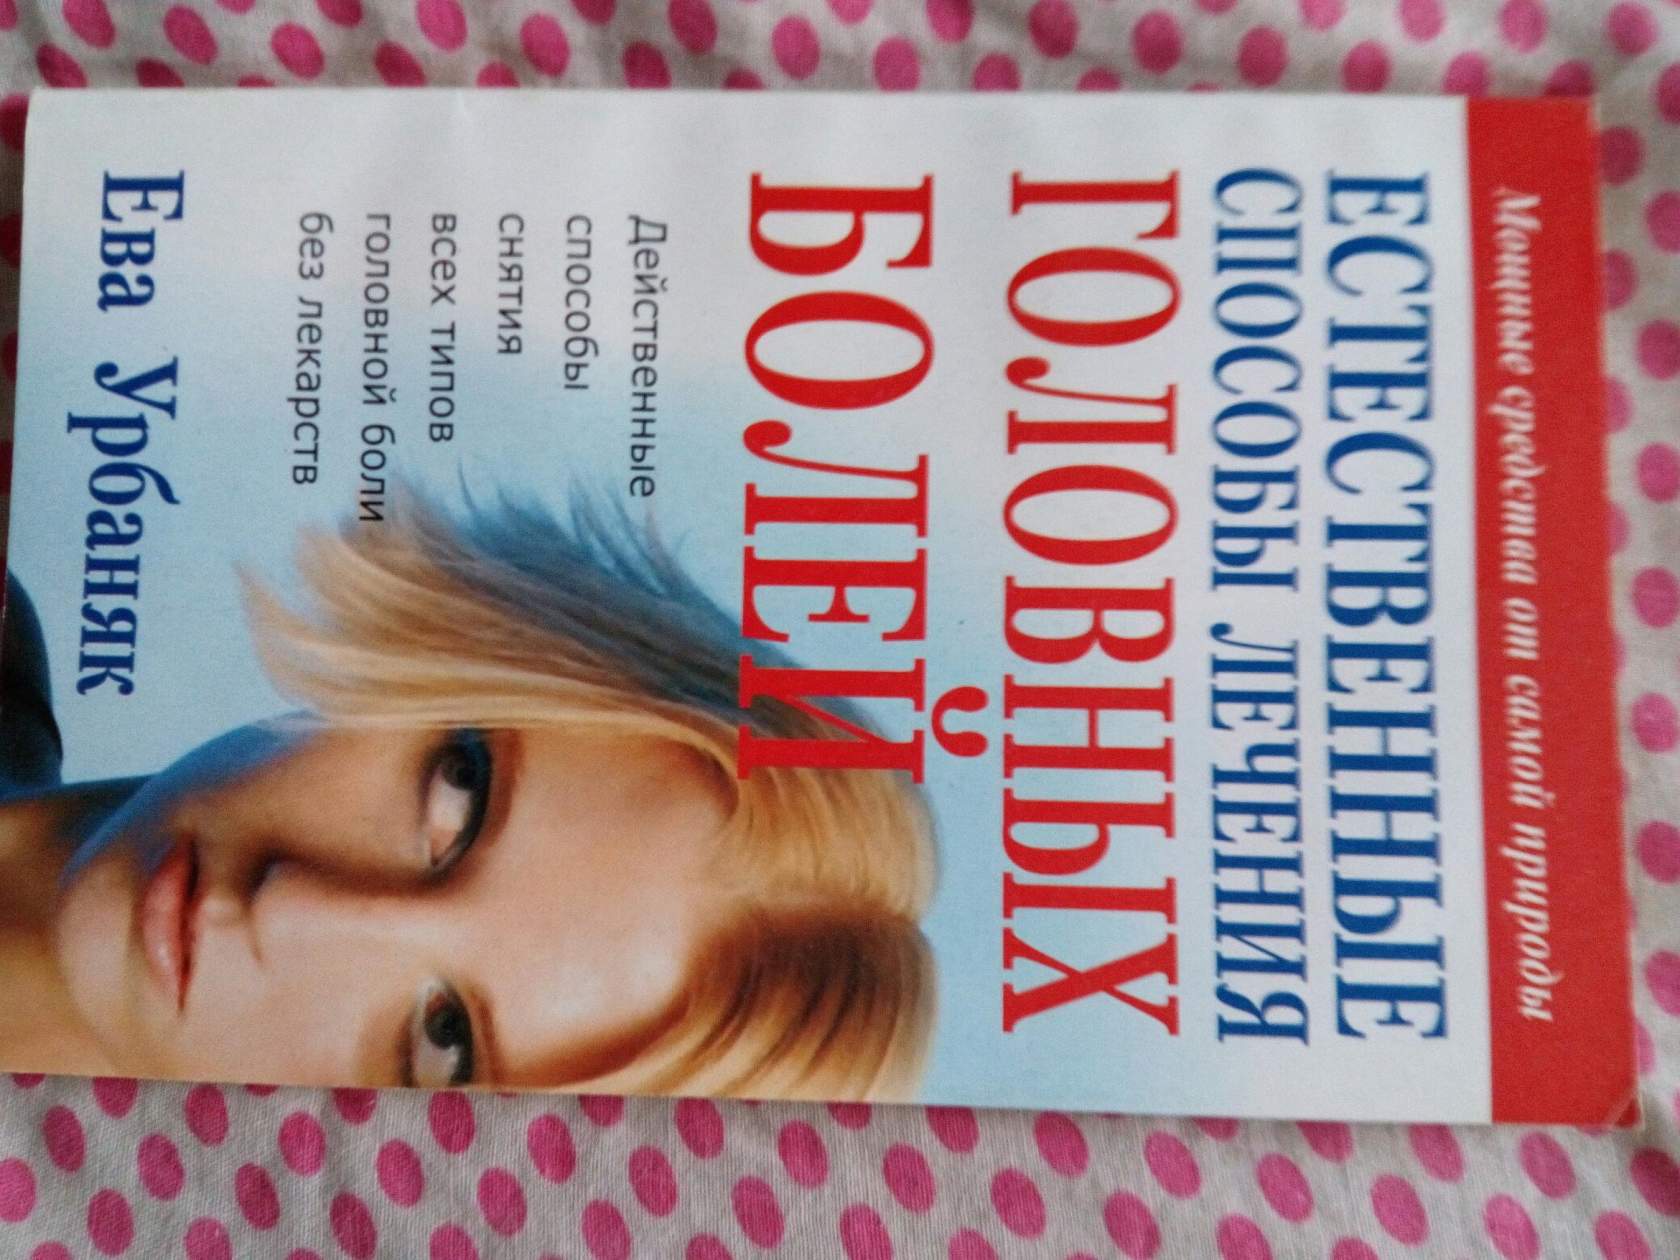 Мощные средства от самой природы
ЕСТЕСТВЕННЫЕ
СПОСОБЫ ЛЕЧЕНИЯ
ГОЛОВНЫХ
БОЛЕЙ
Действенные
способы
снятия
всех типов
головной боли
без лекарств
Ева Урбаняк